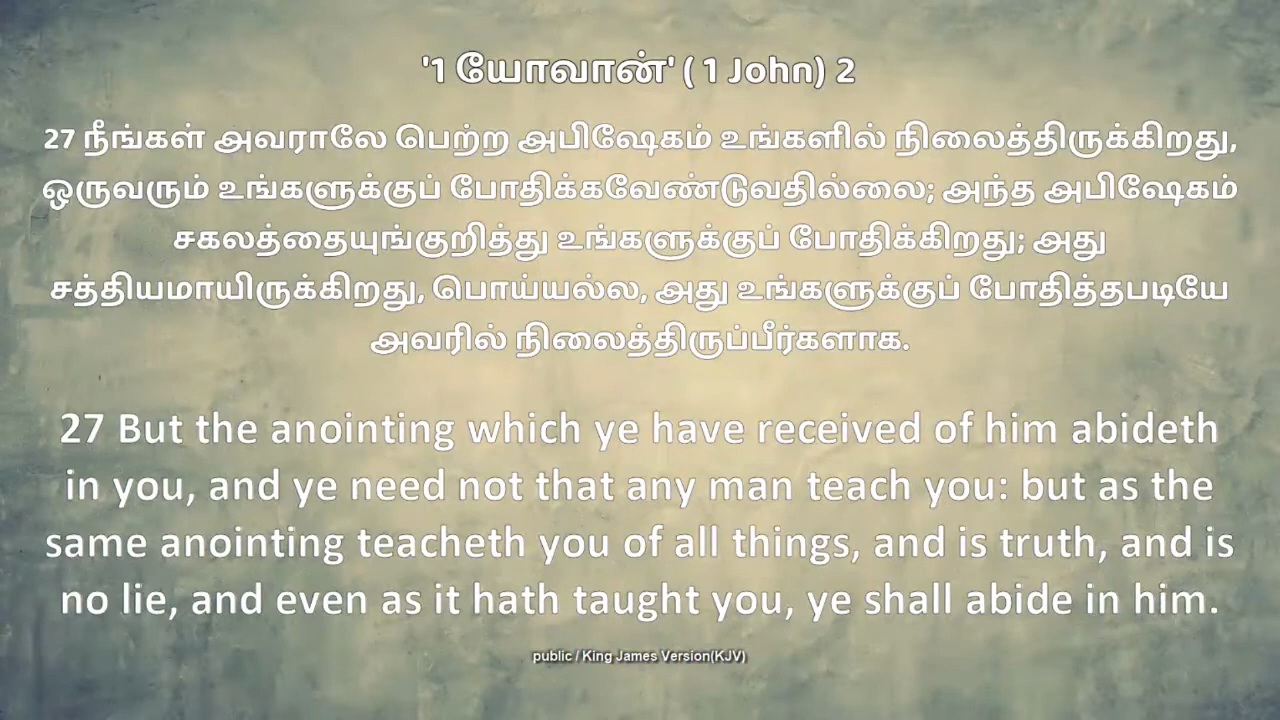 '1 யோவான்' ( 1 John) 2
27 நீங்கள் அவராலே பெற்ற அபிஷேகம் உங்களில் நிலைத்திருக்கிறது,
ஒருவரும் உங்களுக்குப் போதிக்கவேண்டுவதில்லை; அந்த அபிஷேகம்
சகலத்தையுங்குறித்து உங்களுக்குப் போதிக்கிறது; அது
சத்தியமாயிருக்கிறது, பொய்யல்ல, அது உங்களுக்குப் போதித்தபடியே
அவரில் நிலைத்திருப்பீர்களாக.
27 But the anointing which ye have received of him abideth
in you, and ye need not that any man teach you: but as the
same anointing teacheth you of all things, and is truth, and is
no lie, and even as it hath taught you, ye shall abide in him.
public / King James Version(KJV)